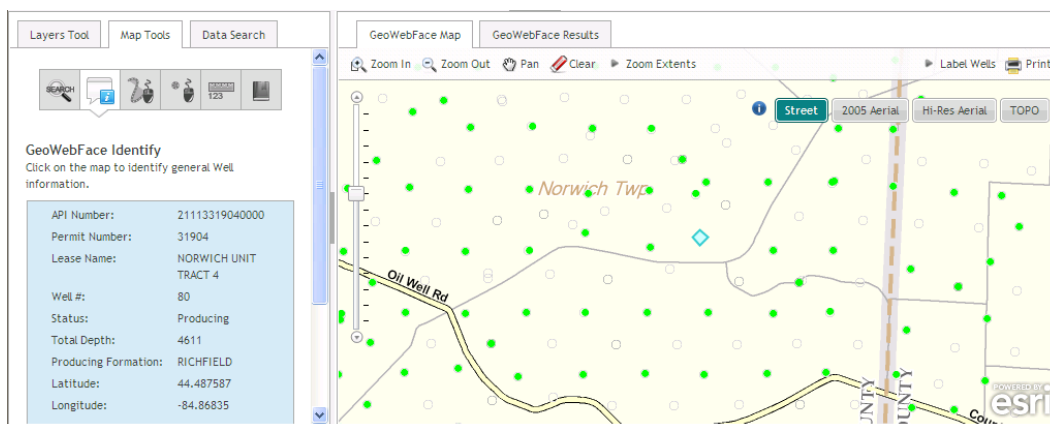 Layers Tool
Map Tools
Data Search
SEARCH
123
GeoWebFace Identify
Click on the map to identify general Well
information.
API Number: 21113319040000
Permit Number: 31904
Lease Name: NORWICH UNIT
TRACT 4
Well #: 80
Status: Producing
Total Depth: 4611
Producing Formation: RICHFIELD
Latitude: 44.487587
Longitude: -84.86835
GeoWebFace Map
GeoWebFace Results
Zoom In
Zoom Out
Pan
Clear
Zoom Extents
Label Wells
Print
Street
2005 Aerial
Hi-Res Aerial
TOPO
Norwich Twp
Oil Well Rd
UNTY
OUNTY
Coun
POWERED BY
esri